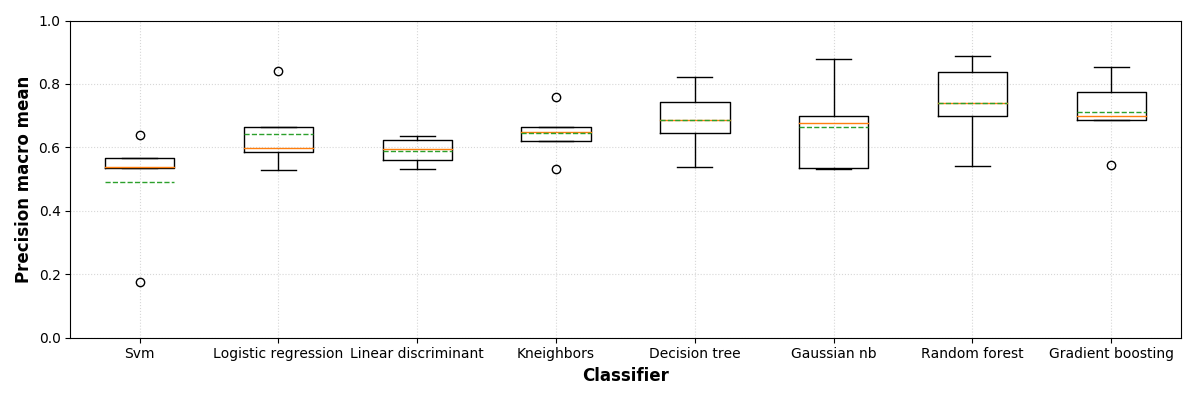 Precision macro mean
1.0
0.8
0.6
0.4
0.2
0.0
Svm Logistic regression Linear discriminant Kneighbors Decision tree Gaussian nb Random forest Gradient boosting
Classifier